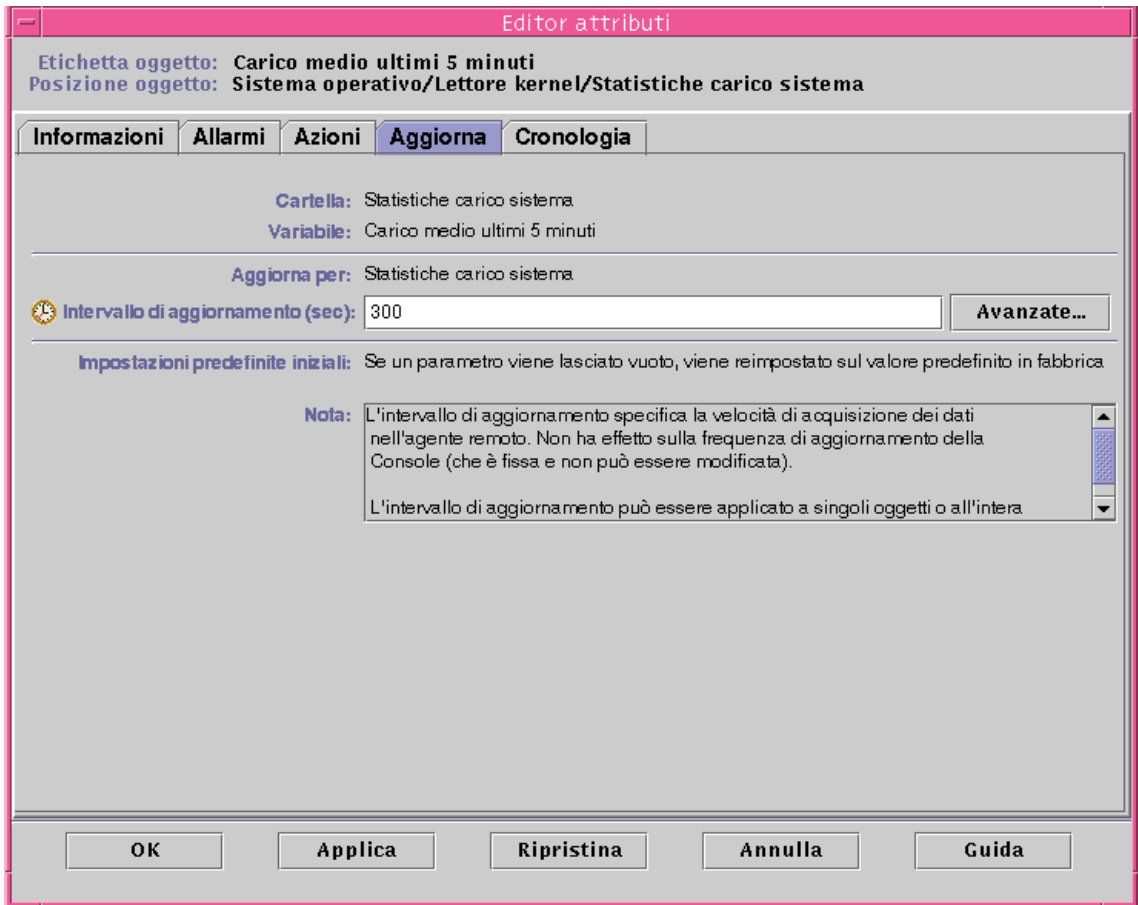 Editor attributi
Etichetta oggetto: Carico medio ultimi 5 minuti
Posizione oggetto: Sistema operativo/Lettore kernel/Statistiche carico sistema
Informazioni Allarmi Azioni Aggiorna Cronologia
Cartella: Statistiche carico sistema
Variabile: Carico medio ultimi 5 minuti
Aggiorna per: Statistiche carico sistema
Intervallo di aggiornamento (sec): 300 Avanzate...
Impostazioni predefinite iniziali: Se un parametro viene lasciato vuoto, viene reimpostato sul valore predefinito in fabbrica
Nota: L'intervallo di aggiornamento specifica la velocità di acquisizione dei dati
nell'agente remoto. Non ha effetto sulla frequenza di aggiornamento della
Console (che è fissa e non può essere modificata).
L'intervallo di aggiornamento può essere applicato a singoli oggetti o all'intera
OK Applica Ripristina Annulla Guida